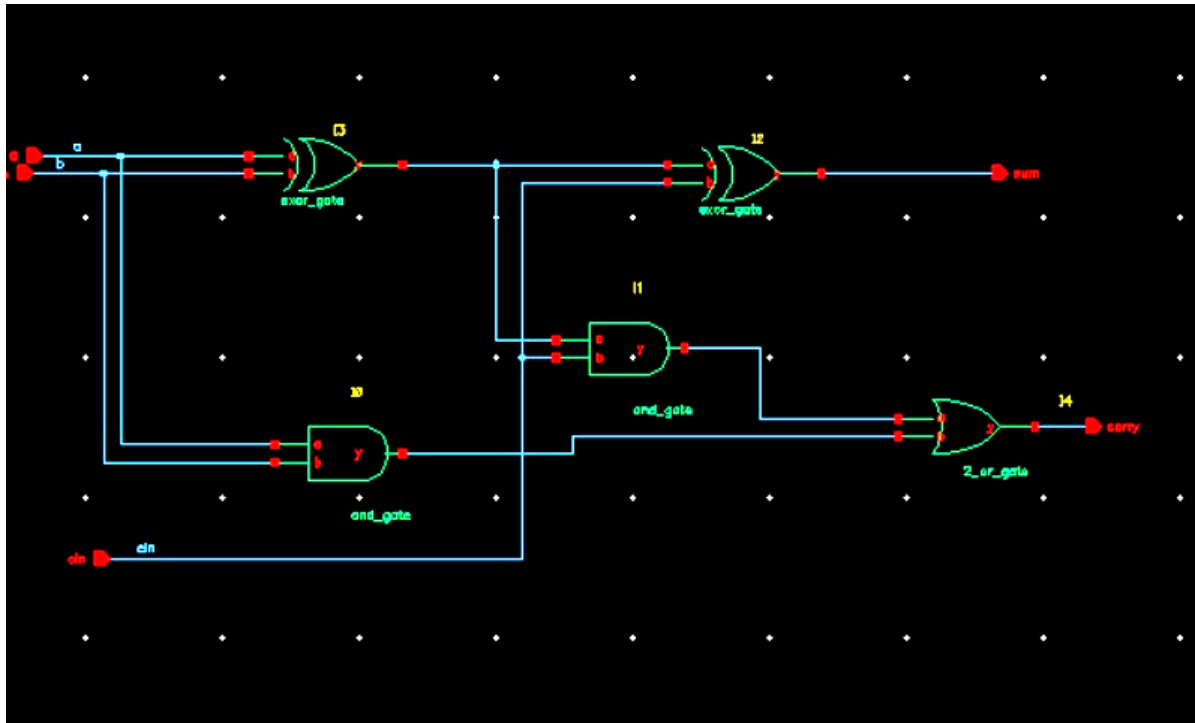 I3
I2
a
a
b
a
b
a
b
sum
exor_gate
exor_gate
I1
a
b
y
I0
and_gate
I4
a
b
y
carry
a
b
y
2_or_gate
and_gate
cin
cin